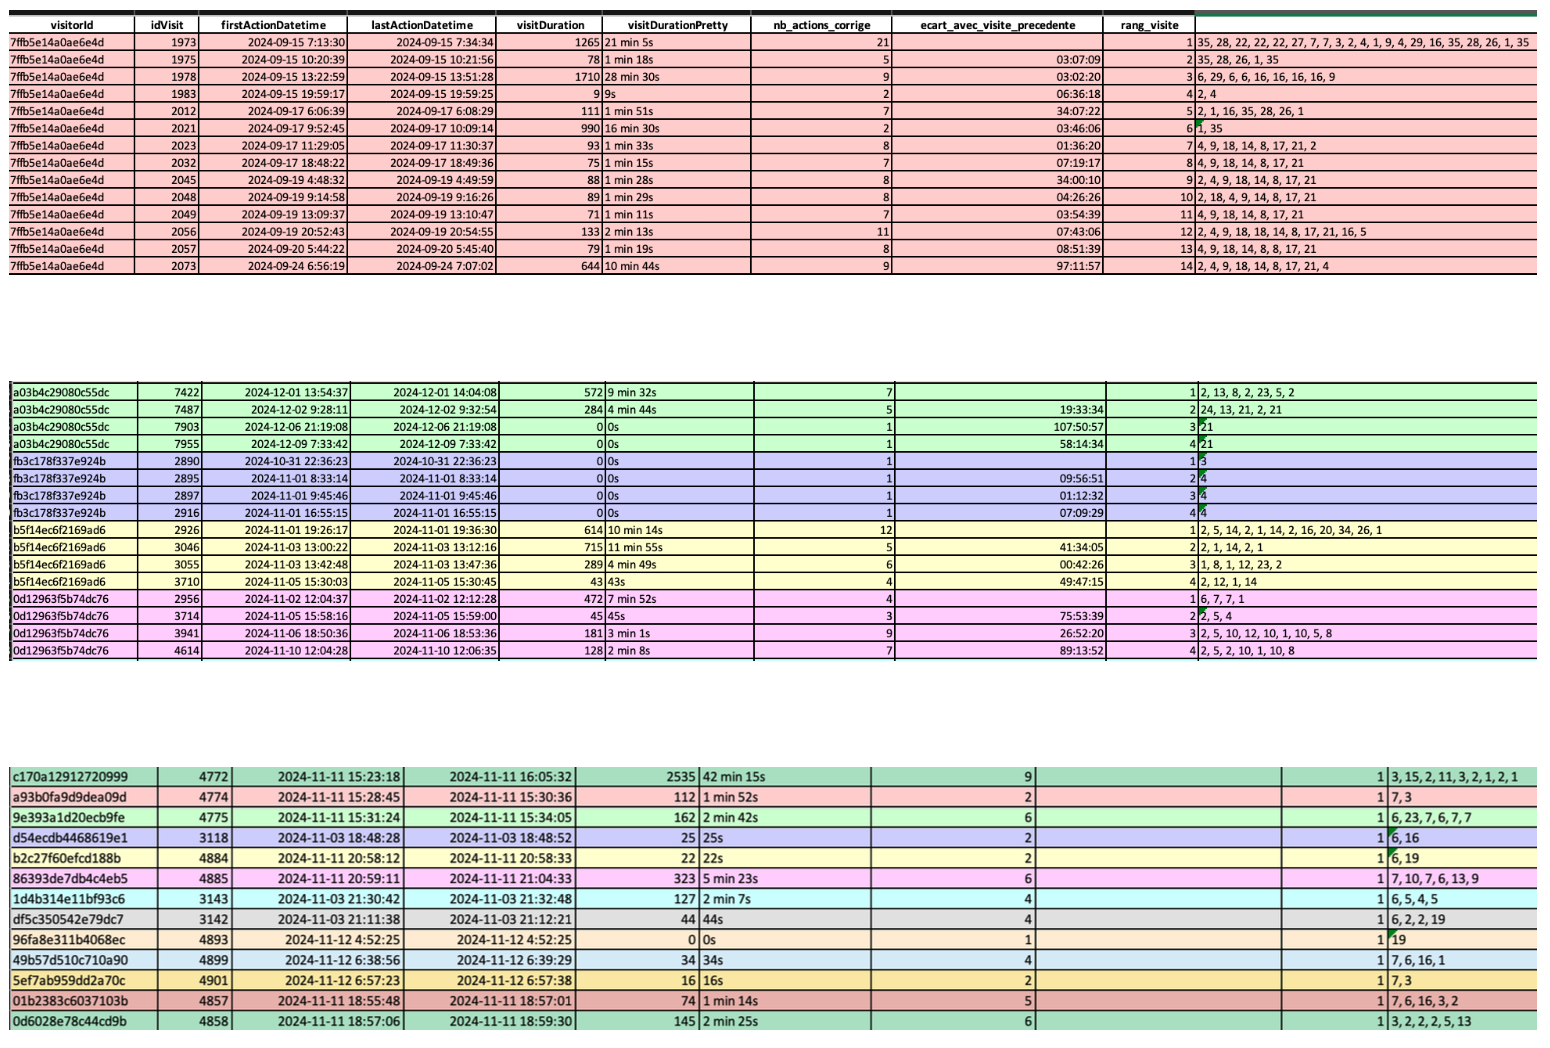 visitorId idVisit firstActionDatetime lastActionDatetime visitDuration visitDurationPretty nb_actions_corrige ecart_avec_visite_precedente rang_visite
7ffb5e14a0ae6e4d 1973 2024-09-15 7:13:30 2024-09-15 7:34:34 1265 21 min 5s 21 1 35, 28, 22, 22, 22, 27, 7, 7, 3, 2, 4, 1, 9, 4, 29, 16, 35, 28, 26, 1, 35
7ffb5e14a0ae6e4d 1975 2024-09-15 10:20:39 2024-09-15 10:21:56 78 1 min 18s 5 03:07:09 2 35, 28, 26, 1, 35
7ffb5e14a0ae6e4d 1978 2024-09-15 13:22:59 2024-09-15 13:51:28 1710 28 min 30s 9 03:02:20 3 6, 29, 6, 6, 16, 16, 16, 16, 9
7ffb5e14a0ae6e4d 1983 2024-09-15 19:59:17 2024-09-15 19:59:25 9 9s 2 06:36:18 4 2, 4
7ffb5e14a0ae6e4d 2012 2024-09-17 6:06:39 2024-09-17 6:08:29 111 1 min 51s 7 34:07:22 5 2, 1, 16, 35, 28, 26, 1
7ffb5e14a0ae6e4d 2021 2024-09-17 9:52:45 2024-09-17 10:09:14 990 16 min 30s 2 03:46:06 6 1, 35
7ffb5e14a0ae6e4d 2023 2024-09-17 11:29:05 2024-09-17 11:30:37 93 1 min 33s 8 01:36:20 7 4, 9, 18, 14, 8, 17, 21, 2
7ffb5e14a0ae6e4d 2032 2024-09-17 18:48:22 2024-09-17 18:49:36 75 1 min 15s 7 07:19:17 8 4, 9, 18, 14, 8, 17, 21
7ffb5e14a0ae6e4d 2045 2024-09-19 4:48:32 2024-09-19 4:49:59 88 1 min 28s 8 34:00:10 9 2, 4, 9, 18, 14, 8, 17, 21
7ffb5e14a0ae6e4d 2048 2024-09-19 9:14:58 2024-09-19 9:16:26 89 1 min 29s 8 04:26:26 10 2, 18, 4, 9, 14, 8, 17, 21
7ffb5e14a0ae6e4d 2049 2024-09-19 13:09:37 2024-09-19 13:10:47 71 1 min 11s 7 03:54:39 11 4, 9, 18, 14, 8, 17, 21
7ffb5e14a0ae6e4d 2056 2024-09-19 20:52:43 2024-09-19 20:54:55 133 2 min 13s 11 07:43:06 12 2, 4, 9, 18, 18, 14, 8, 17, 21, 16, 5
7ffb5e14a0ae6e4d 2057 2024-09-20 5:44:22 2024-09-20 5:45:40 79 1 min 19s 8 08:51:39 13 4, 9, 18, 14, 8, 8, 17, 21
7ffb5e14a0ae6e4d 2073 2024-09-24 6:56:19 2024-09-24 7:07:02 644 10 min 44s 9 97:11:57 14 2, 4, 9, 18, 14, 8, 17, 21, 4
a03b4c29080c55dc 7422 2024-12-01 13:54:37 2024-12-01 14:04:08 572 9 min 32s 7 1 2, 13, 8, 2, 23, 5, 2
a03b4c29080c55dc 7487 2024-12-02 9:28:11 2024-12-02 9:32:54 284 4 min 44s 5 19:33:34 2 24, 13, 21, 2, 21
a03b4c29080c55dc 7903 2024-12-06 21:19:08 2024-12-06 21:19:08 0 0s 1 107:50:57 3 21
a03b4c29080c55dc 7955 2024-12-09 7:33:42 2024-12-09 7:33:42 0 0s 1 58:14:34 4 21
fb3c178f337e924b 2890 2024-10-31 22:36:23 2024-10-31 22:36:23 0 0s 1 1 3
fb3c178f337e924b 2895 2024-11-01 8:33:14 2024-11-01 8:33:14 0 0s 1 09:56:51 2 4
fb3c178f337e924b 2897 2024-11-01 9:45:46 2024-11-01 9:45:46 0 0s 1 01:12:32 3 4
fb3c178f337e924b 2916 2024-11-01 16:55:15 2024-11-01 16:55:15 0 0s 1 07:09:29 4 4
b5f14ec6f2169ad6 2926 2024-11-01 19:26:17 2024-11-01 19:36:30 614 10 min 14s 12 1 2, 5, 14, 2, 1, 14, 2, 16, 20, 34, 26, 1
b5f14ec6f2169ad6 3046 2024-11-03 13:00:22 2024-11-03 13:12:16 715 11 min 55s 5 41:34:05 2 2, 1, 14, 2, 1
b5f14ec6f2169ad6 3055 2024-11-03 13:42:48 2024-11-03 13:47:36 289 4 min 49s 6 00:42:26 3 1, 8, 1, 12, 23, 2
b5f14ec6f2169ad6 3710 2024-11-05 15:30:03 2024-11-05 15:30:45 43 43s 4 49:47:15 4 2, 12, 1, 14
0d12963f5b74dc76 2956 2024-11-02 12:04:37 2024-11-02 12:12:28 472 7 min 52s 4 1 6, 7, 7, 1
0d12963f5b74dc76 3714 2024-11-05 15:58:16 2024-11-05 15:59:00 45 45s 3 75:53:39 2 2, 5, 4
0d12963f5b74dc76 3941 2024-11-06 18:50:36 2024-11-06 18:53:36 181 3 min 1s 9 26:52:20 3 2, 5, 10, 12, 10, 1, 10, 5, 8
0d12963f5b74dc76 4614 2024-11-10 12:04:28 2024-11-10 12:06:35 128 2 min 8s 7 89:13:52 4 2, 5, 2, 10, 1, 10, 8
c170a12912720999 4772 2024-11-11 15:23:18 2024-11-11 16:05:32 2535 42 min 15s 9 1 3, 15, 2, 11, 3, 2, 1, 2, 1
a93b0fa9d9dea09d 4774 2024-11-11 15:28:45 2024-11-11 15:30:36 112 1 min 52s 2 1 7, 3
9e393a1d20ecb9fe 4775 2024-11-11 15:31:24 2024-11-11 15:34:05 162 2 min 42s 6 1 6, 23, 7, 6, 7, 7
d54ecdb4468619e1 3118 2024-11-03 18:48:28 2024-11-03 18:48:52 25 25s 2 1 6, 16
b2c27f60efcd188b 4884 2024-11-11 20:58:12 2024-11-11 20:58:33 22 22s 2 1 6, 19
86393de7db4c4eb5 4885 2024-11-11 20:59:11 2024-11-11 21:04:33 323 5 min 23s 6 1 7, 10, 7, 6, 13, 9
1d4b314e11bf93c6 3143 2024-11-03 21:30:42 2024-11-03 21:32:48 127 2 min 7s 4 1 6, 5, 4, 5
df5c350542e79dc7 3142 2024-11-03 21:11:38 2024-11-03 21:12:21 44 44s 4 1 6, 2, 2, 19
96fa8e311b4068ec 4893 2024-11-12 4:52:25 2024-11-12 4:52:25 0 0s 1 1 19
49b57d510c710a90 4899 2024-11-12 6:38:56 2024-11-12 6:39:29 34 34s 4 1 7, 6, 16, 1
5ef7ab959dd2a70c 4901 2024-11-12 6:57:23 2024-11-12 6:57:38 16 16s 2 1 7, 3
01b2383c6037103b 4857 2024-11-11 18:55:48 2024-11-11 18:57:01 74 1 min 14s 5 1 7, 6, 16, 3, 2
0d6028e78c44cd9b 4858 2024-11-11 18:57:06 2024-11-11 18:59:30 145 2 min 25s 6 1 3, 2, 2, 2, 5, 13